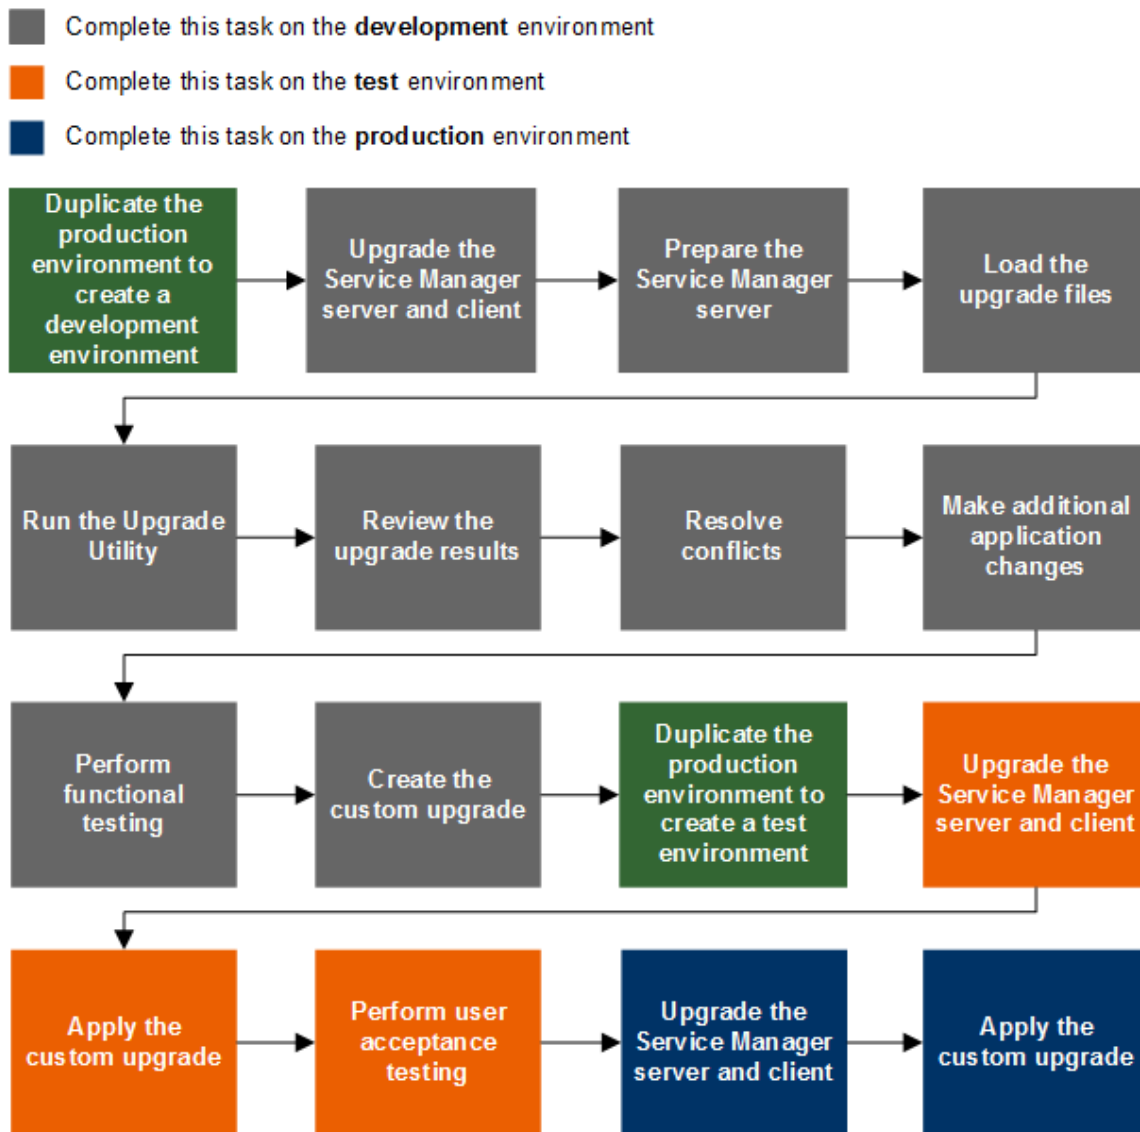 Complete this task on the development environment
Complete this task on the test environment
Complete this task on the production environment
Duplicate the
production
environment to
create a
development
environment
Upgrade the
Service Manager
server and client
Prepare the
Service Manager
server
Load the
upgrade files
Run the Upgrade
Utility
Review the
upgrade results
Resolve
conflicts
Make additional
application
changes
Perform
functional
testing
Create the
custom upgrade
Duplicate the
production
environment to
create a test
environment
Upgrade the
Service Manager
server and client
Apply the
custom upgrade
Perform user
acceptance
testing
Upgrade the
Service Manager
server and client
Apply the
custom upgrade